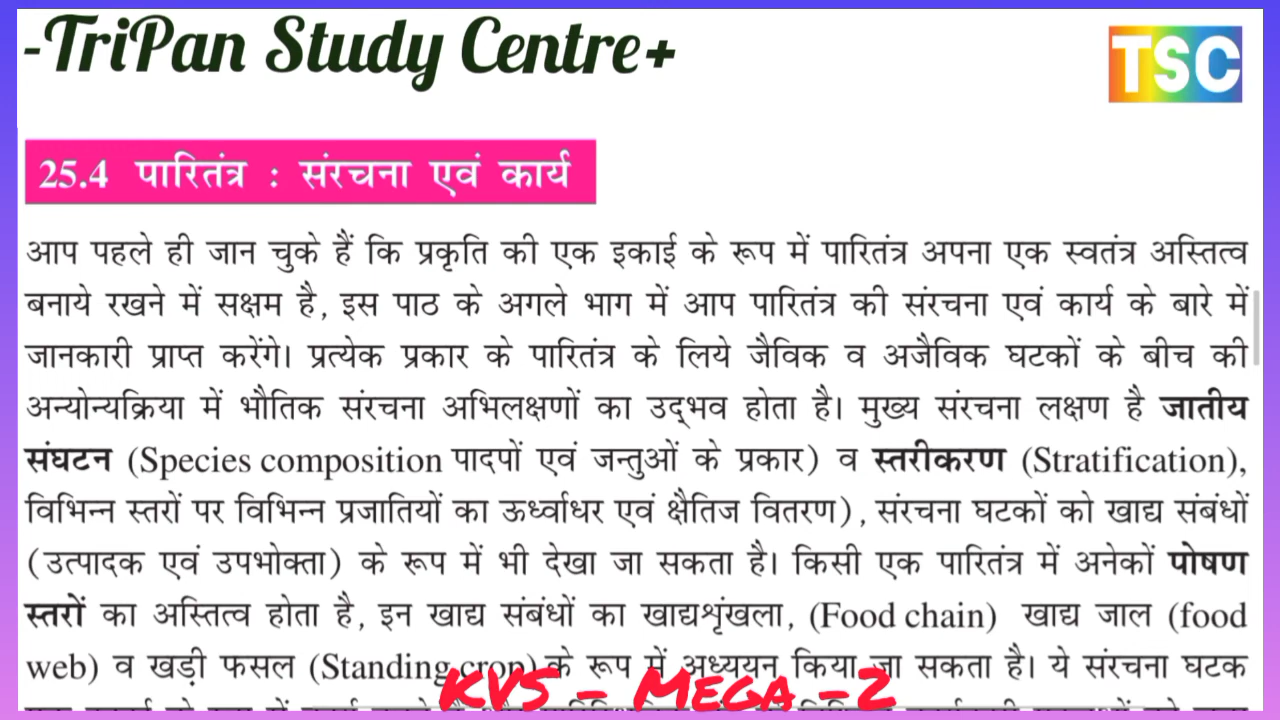 -TriPan Study Centre+
TSC
25.4 पारितंत्र : संरचना एवं कार्य
आप पहले ही जान चुके हैं कि प्रकृति की एक इकाई के रूप में पारितंत्र अपना एक स्वतंत्र अस्तित्व
बनाये रखने में सक्षम है, इस पाठ के अगले भाग में आप पारितंत्र की संरचना एवं कार्य के बारे में
जानकारी प्राप्त करेंगे। प्रत्येक प्रकार के पारितंत्र के लिये जैविक व अजैविक घटकों के बीच की
अन्योन्यक्रिया में भौतिक संरचना अभिलक्षणों का उद्‌भव होता है। मुख्य संरचना लक्षण है जातीय
संघटन (Species composition पादपों एवं जन्तुओं के प्रकार) व स्तरीकरण (Stratification),
विभिन्न स्तरों पर विभिन्न प्रजातियों का ऊर्ध्वाधर एवं क्षैतिज वितरण), संरचना घटकों को खाद्य संबंधों
(उत्पादक एवं उपभोक्ता) के रूप में भी देखा जा सकता है। किसी एक पारितंत्र में अनेकों पोषण
स्तरों का अस्तित्व होता है, इन खाद्य संबंधों का खाद्यशृंखला, (Food chain) खाद्य जाल (food
web) व खड़ी फसल (Standing crop) के रूप में अध्ययन किया जा सकता है। ये संरचना घटक
KVS - MEGA -2